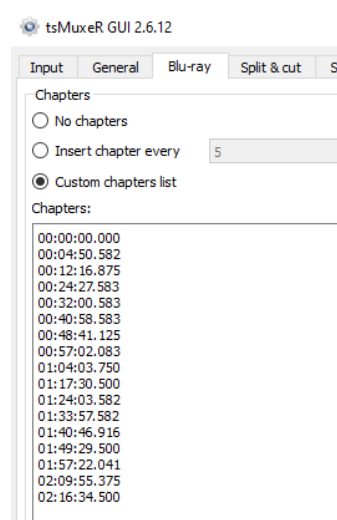 tsMuxeR GUI 2.6.12
Input General Blu-ray Split & cut S
Chapters
No chapters
Insert chapter every 5
Custom chapters list
Chapters:
00:00:00.000
00:04:50.582
00:12:16.875
00:24:27.583
00:32:00.583
00:40:58.583
00:48:41.125
00:57:02.083
01:04:03.750
01:17:30.500
01:24:03.582
01:33:57.582
01:40:46.916
01:49:29.500
01:57:22.041
02:09:55.375
02:16:34.500